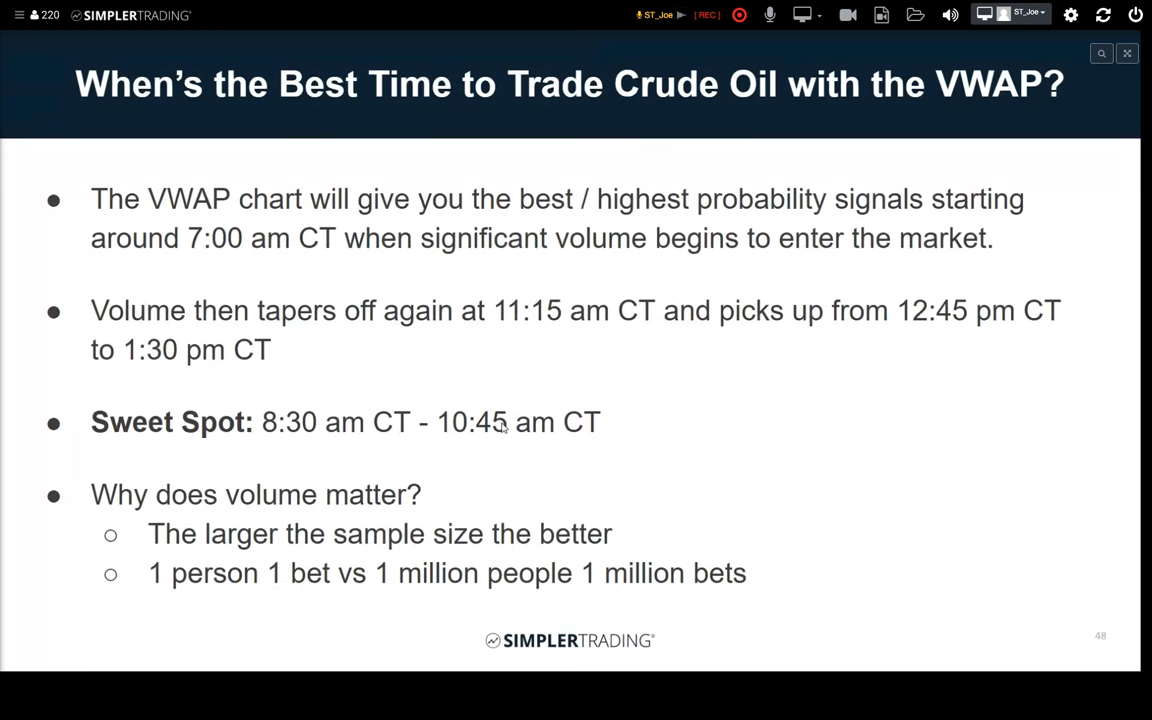 220 SIMPLERTRADING® ST_Joe [ REC ] ST_Joe
When's the Best Time to Trade Crude Oil with the VWAP?
● The VWAP chart will give you the best / highest probability signals starting
around 7:00 am CT when significant volume begins to enter the market.
● Volume then tapers off again at 11:15 am CT and picks up from 12:45 pm CT
to 1:30 pm CT
● Sweet Spot: 8:30 am CT - 10:45 am CT
● Why does volume matter?
○ The larger the sample size the better
○ 1 person 1 bet vs 1 million people 1 million bets
SIMPLERTRADING®
48